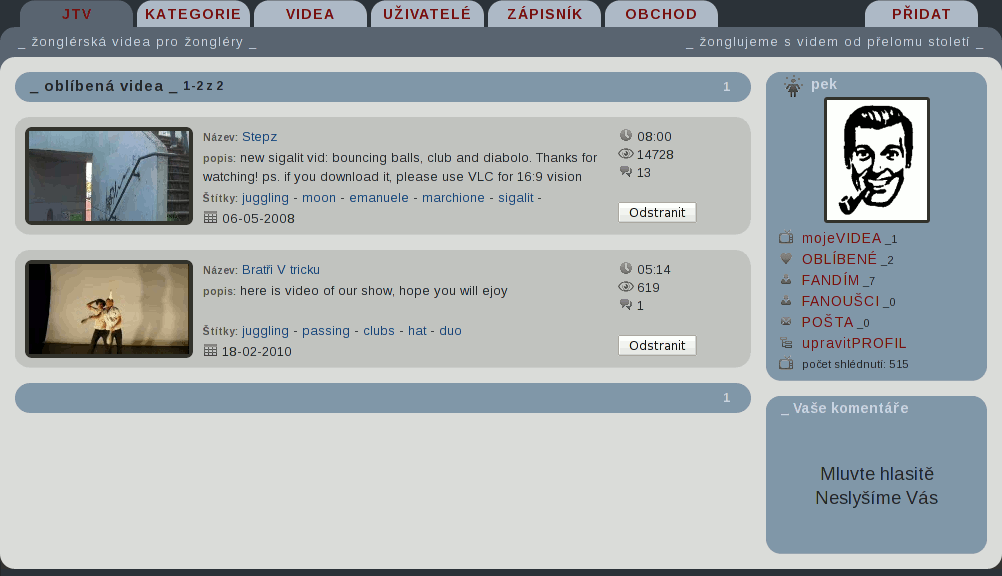 JTV KATEGORIE VIDEA UŽIVATELÉ ZÁPISNÍK OBCHOD PŘIDAT
_ žonglérská videa pro žongléry _ _ žonglujeme s videm od přelomu století _
_ oblíbená videa _ 1-2 z 2 1
Název: Stepz
popis: new sigalit vid: bouncing balls, club and diabolo. Thanks for
watching! ps. if you download it, please use VLC for 16:9 vision
Štítky: juggling - moon - emanuele - marchione - sigalit -
06-05-2008
08:00
14728
13
Odstranit
Název: Bratři V tricku
popis: here is video of our show, hope you will ejoy
Štítky: juggling - passing - clubs - hat - duo
18-02-2010
05:14
619
1
Odstranit
1
pek
mojeVIDEA _1
OBLÍBENÉ _2
FANDÍM _7
FANOUŠCI _0
POŠTA _0
upravitPROFIL
počet shlédnutí: 515
_ Vaše komentáře
Mluvte hlasitě
Neslyšíme Vás